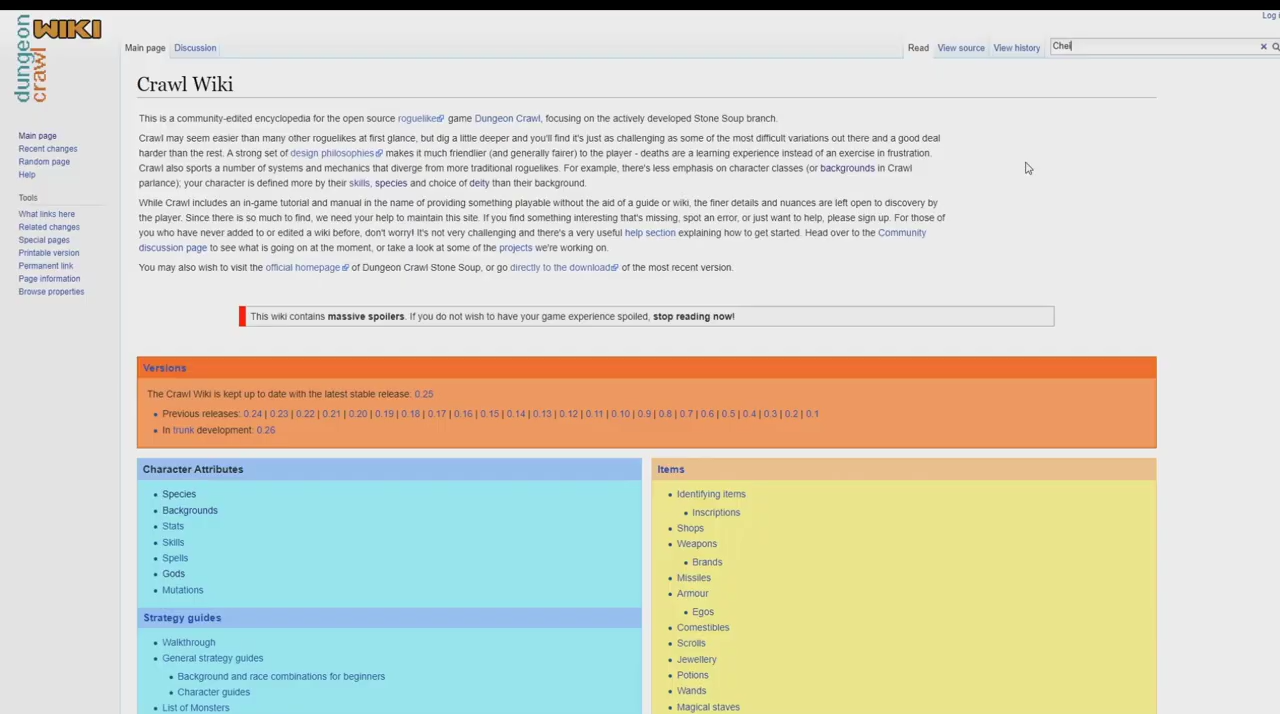 dungeon crawl WIKI
Log i
Main page
Discussion
Read
View source
View history
Chei
Crawl Wiki
This is a community-edited encyclopedia for the open source roguelike game Dungeon Crawl, focusing on the actively developed Stone Soup branch.
Crawl may seem easier than many other roguelikes at first glance, but dig a little deeper and you'll find it's just as challenging as some of the most difficult variations out there and a good deal
harder than the rest. A strong set of design philosophies makes it much friendlier (and generally fairer) to the player - deaths are a learning experience instead of an exercise in frustration.
Crawl also sports a number of systems and mechanics that diverge from more traditional roguelikes. For example, there's less emphasis on character classes (or backgrounds in Crawl
parlance); your character is defined more by their skills, species and choice of deity than their background.
While Crawl includes an in-game tutorial and manual in the name of providing something playable without the aid of a guide or wiki, the finer details and nuances are left open to discovery by
the player. Since there is so much to find, we need your help to maintain this site. If you find something interesting that's missing, spot an error, or just want to help, please sign up. For those of
you who have never added to or edited a wiki before, don't worry! It's not very challenging and there's a very useful help section explaining how to get started. Head over to the Community
discussion page to see what is going on at the moment, or take a look at some of the projects we're working on.
You may also wish to visit the official homepage of Dungeon Crawl Stone Soup, or go directly to the download of the most recent version.
This wiki contains massive spoilers. If you do not wish to have your game experience spoiled, stop reading now!
Main page
Recent changes
Random page
Help
Tools
What links here
Related changes
Special pages
Printable version
Permanent link
Page information
Browse properties
Versions
The Crawl Wiki is kept up to date with the latest stable release. 0.25
• Previous releases: 0.24 | 0.23 | 0.22 | 0.21 | 0.20 | 0.19 | 0.18 | 0.17 | 0.16 | 0.15 | 0.14 | 0.13 | 0.12 | 0.11 | 0.10 | 0.9 | 0.8 | 0.7 | 0.6 | 0.5 | 0.4 | 0.3 | 0.2 | 0.1
• In trunk development: 0.26
Character Attributes
• Species
• Backgrounds
• Stats
• Skills
• Spells
• Gods
• Mutations
Strategy guides
• Walkthrough
• General strategy guides
• Background and race combinations for beginners
• Character guides
• List of Monsters
Items
• Identifying items
• Inscriptions
• Shops
• Weapons
• Brands
• Missiles
• Armour
• Egos
• Comestibles
• Scrolls
• Jewellery
• Potions
• Wands
• Magical staves